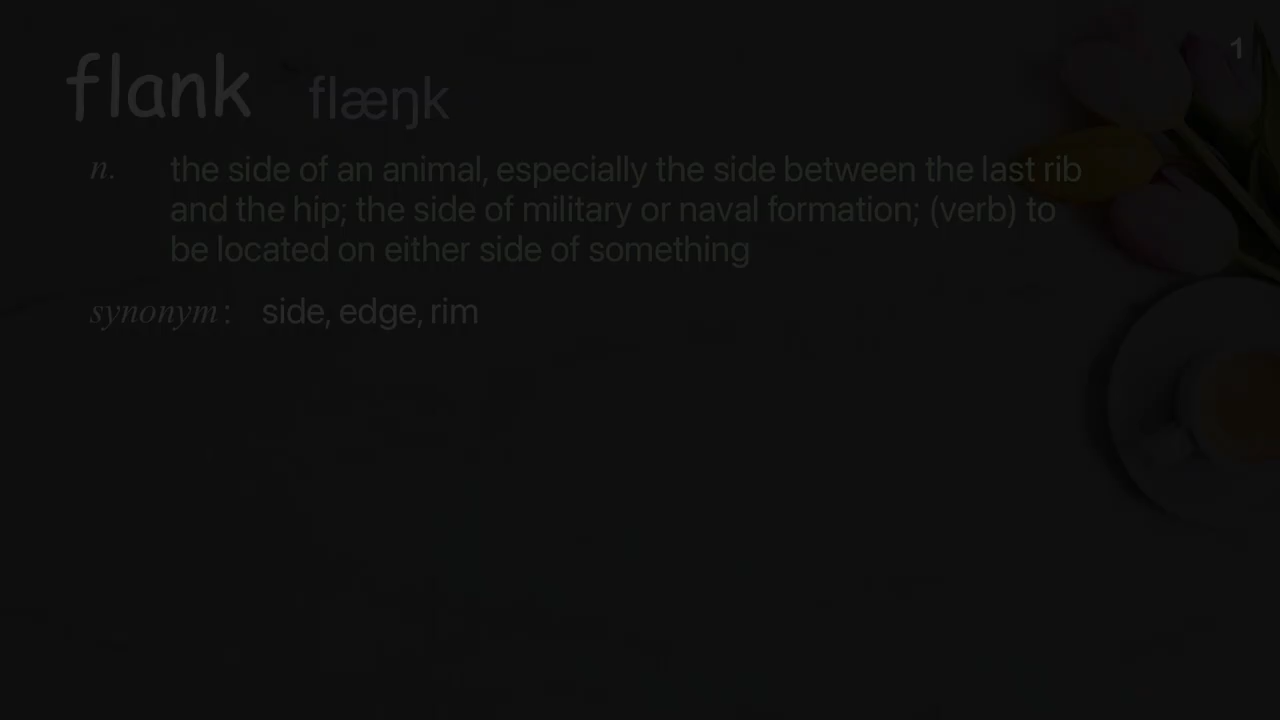 1
flank flæŋk
n. the side of an animal, especially the side between the last rib
and the hip; the side of military or naval formation; (verb) to
be located on either side of something
synonym: side, edge, rim